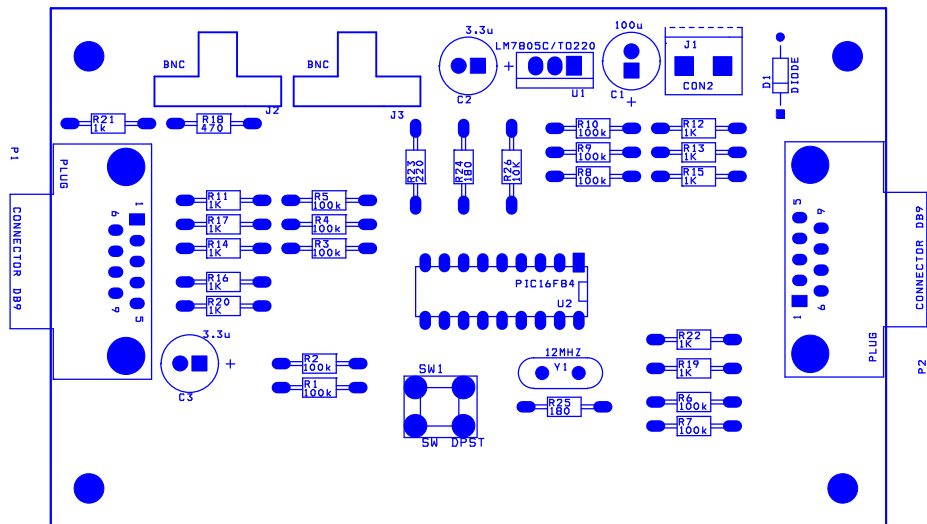 3.3u
100u
LM7805C/TO220
J1
BNC
BNC
+
C2
U1
C1
+
CON2
D1
DIODE
J2
J3
R21
1k
R18
470
R10
100k
R12
1K
R9
100k
R13
1K
R8
100k
R15
1K
R23
220
R24
180
R26
10K
P1
PLUG
CONNECTOR DB9
1
6
9
5
R11
1K
R5
100k
R17
1K
R4
100k
R14
1K
R3
100k
R16
1K
R20
1K
PIC16F84
U2
5
9
1
6
PLUG
CONNECTOR DB9
P2
3.3u
+
C3
R2
100k
R1
100k
SW1
SW DPST
12MHZ
Y1
R25
180
R22
1K
R19
1K
R6
100k
R7
100k